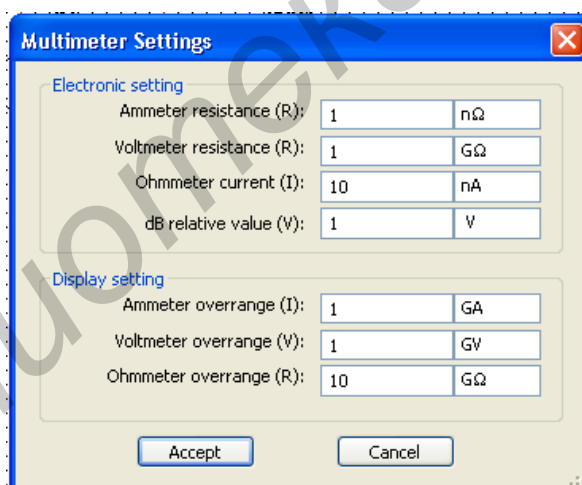 Multimeter Settings
Electronic setting
Ammeter resistance (R): 1 nΩ
Voltmeter resistance (R): 1 GΩ
Ohmmeter current (I): 10 nA
dB relative value (V): 1 V
Display setting
Ammeter overrange (I): 1 GA
Voltmeter overrange (V): 1 GV
Ohmmeter overrange (R): 10 GΩ
Accept Cancel